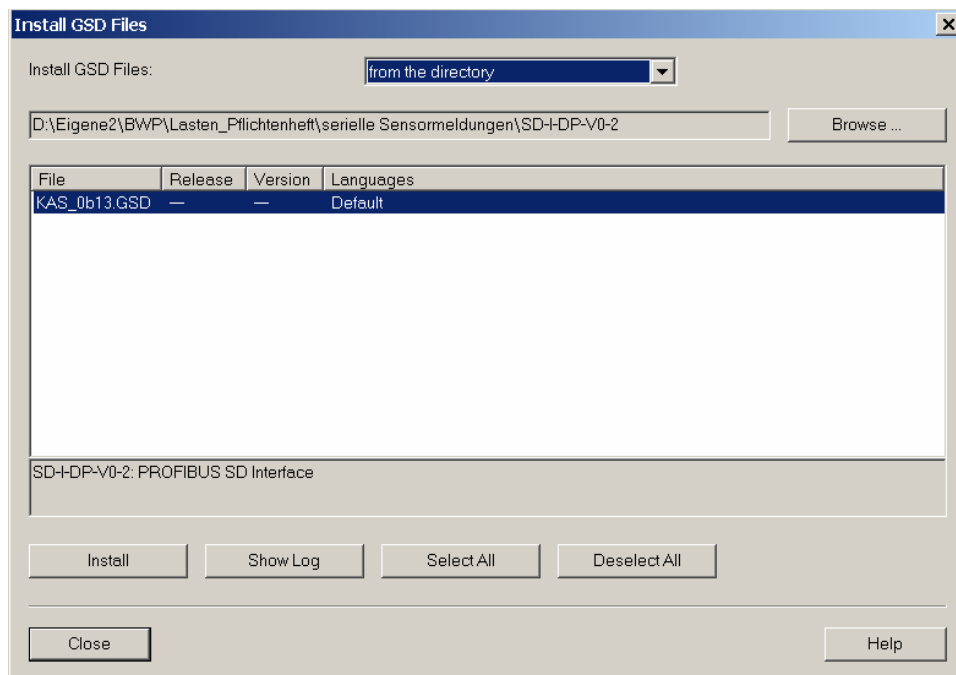 Install GSD Files
Install GSD Files: from the directory
D:\Eigene2\BWP\Lasten_Pflichtenheft\serielle Sensormeldungen\SD-I-DP-V0-2 Browse ...
File Release Version Languages
KAS_0b13.GSD — — Default
SD-I-DP-V0-2: PROFIBUS SD Interface
Install Show Log Select All Deselect All
Close Help